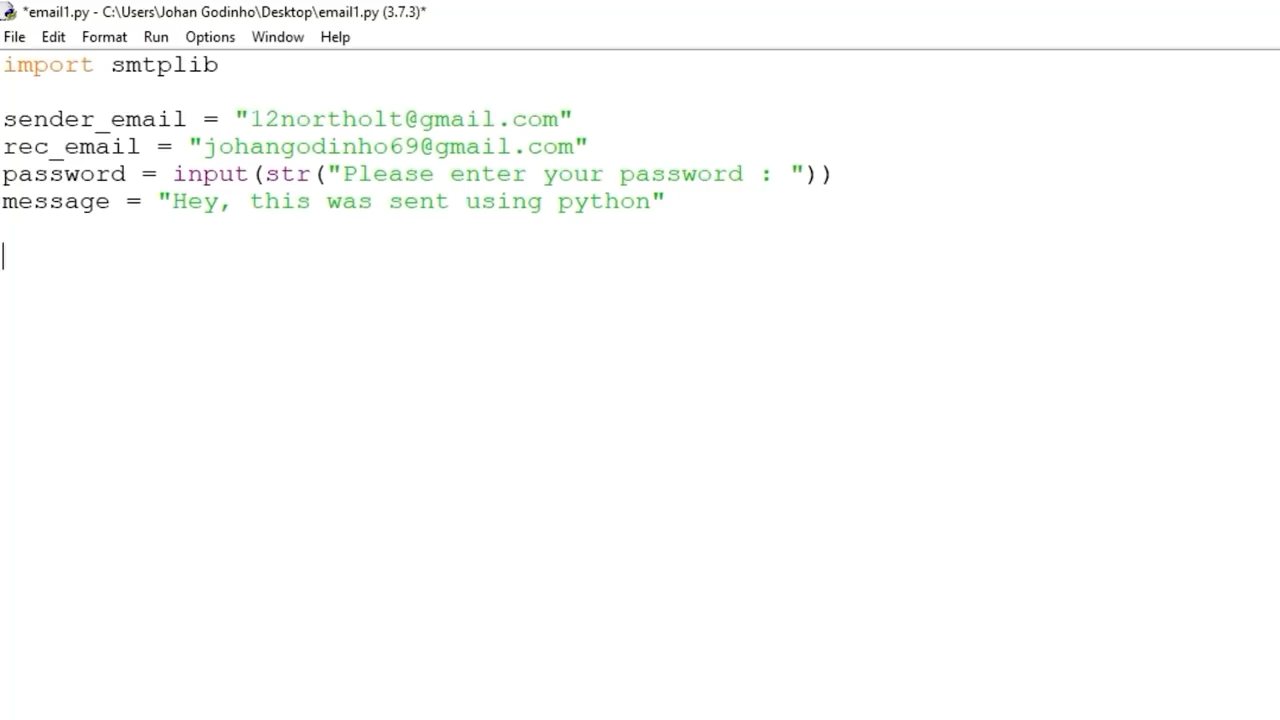 *email1.py - C:\Users\Johan Godinho\Desktop\email1.py (3.7.3)*
File Edit Format Run Options Window Help
import smtplib
sender_email = "12northolt@gmail.com"
rec_email = "johangodinho69@gmail.com"
password = input(str("Please enter your password : "))
message = "Hey, this was sent using python"